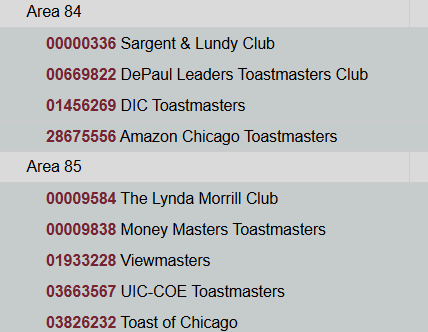 Area 84
00000336 Sargent & Lundy Club
00669822 DePaul Leaders Toastmasters Club
01456269 DIC Toastmasters
28675556 Amazon Chicago Toastmasters
Area 85
00009584 The Lynda Morrill Club
00009838 Money Masters Toastmasters
01933228 Viewmasters
03663567 UIC-COE Toastmasters
03826232 Toast of Chicago